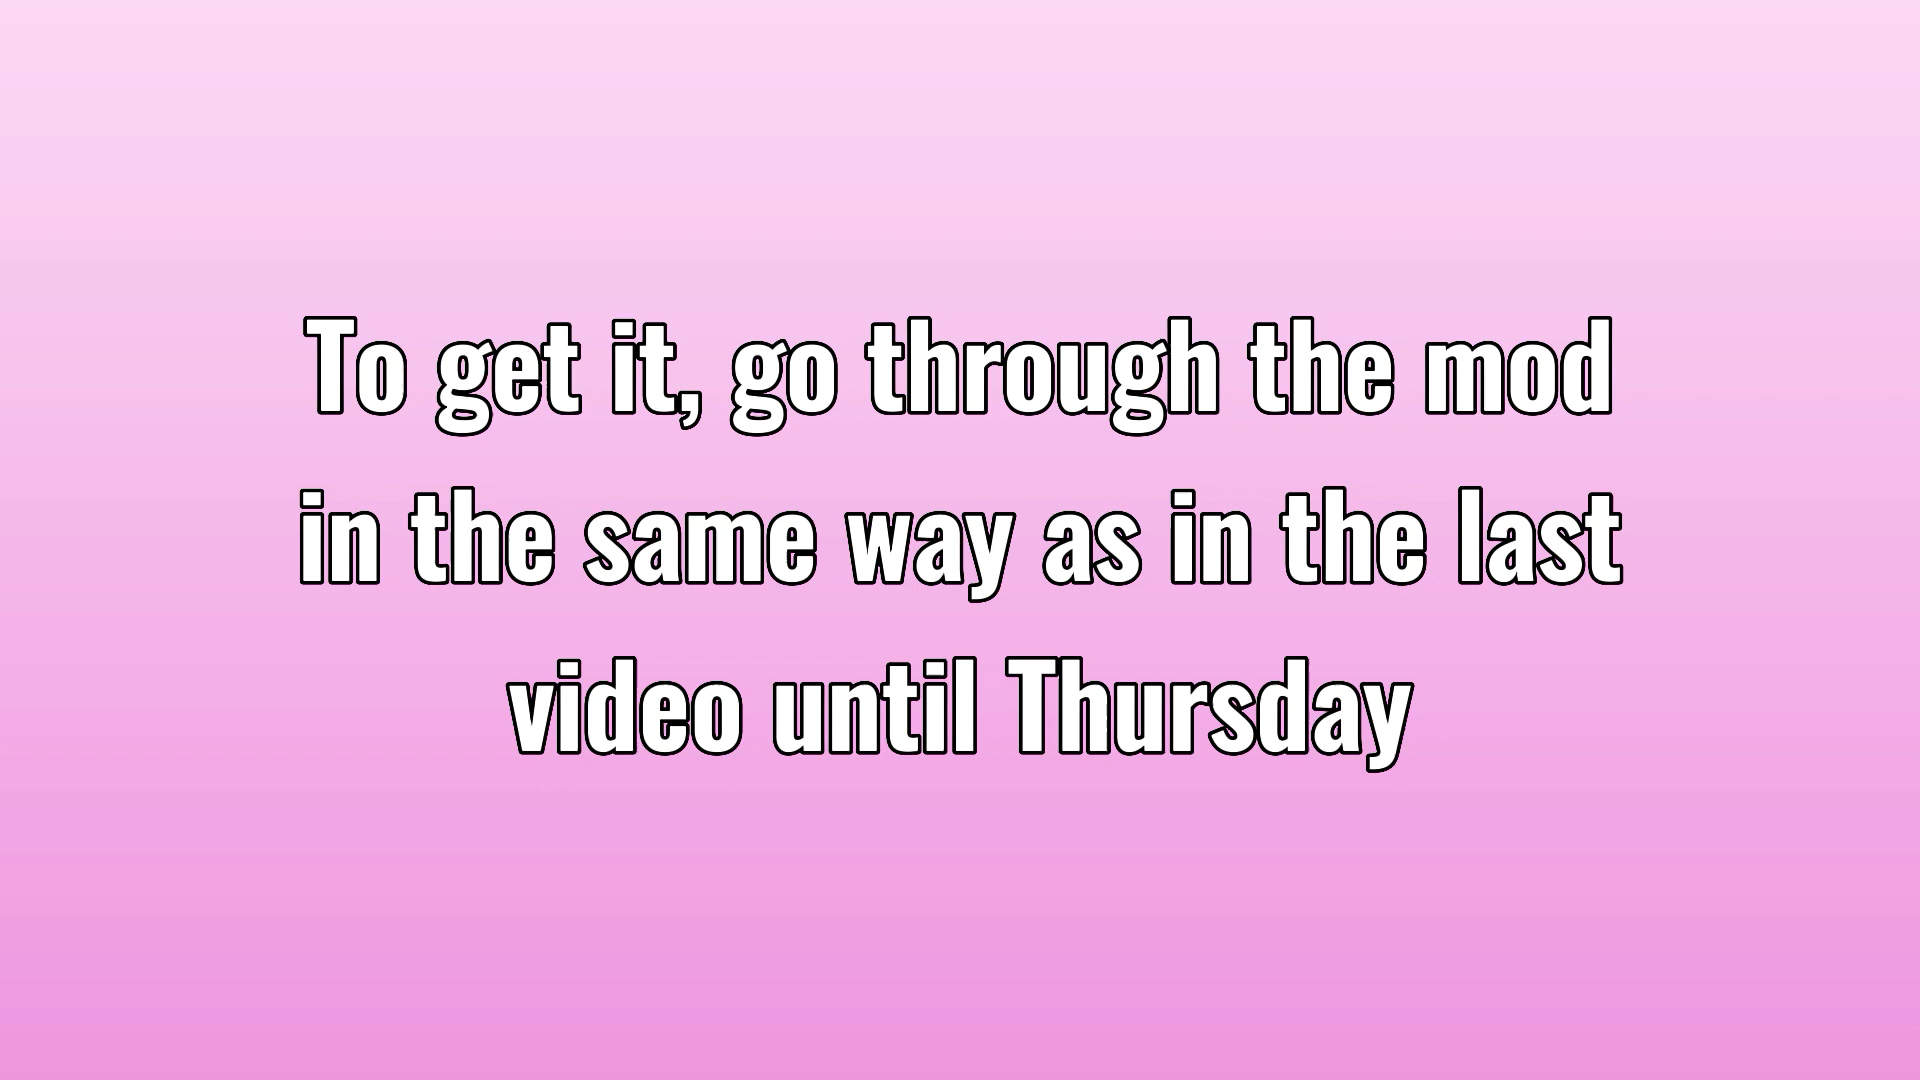 To get it, go through the mod
in the same way as in the last
video until Thursday